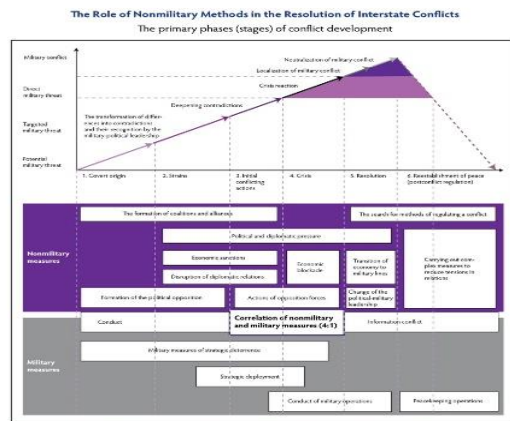 The Role of Nonmilitary Methods in the Resolution of Interstate Conflicts
The primary phases (stages) of conflict development
Military conflict
Direct
military threat
Targeted
military threat
Potential
military threat
Neutralization of military conflict
Localization of military conflict
Crisis reaction
Deepening contradictions
The transformation of differ-
ences into contradictions
and their recognition by the
military political leadership
1. Covert origin
2. Strains
3. Initial
conflicting
actions
4. Crisis
5. Resolution
6. Reestablishment of peace
(postconflict regulation)
Nonmilitary
measures
The formation of coalitions and alliances
The search for methods of regulating a conflict
Political and diplomatic pressure
Economic sanctions
Disruption of diplomatic relations
Economic
blockade
Transition of
economy to
military lines
Carrying out com-
plex measures to
reduce tensions in
relations
Formation of the political opposition
Actions of opposition forces
Change of the
political-military
leadership
Conduct
Correlation of nonmilitary
and military measures (4:1)
Information conflict
Military
measures
Military measures of strategic deterrence
Strategic deployment
Conduct of military operations
Peacekeeping operations